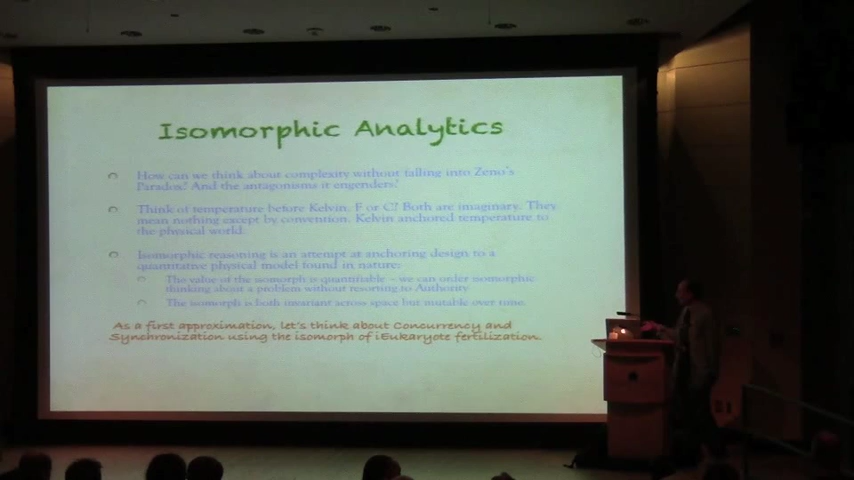 Isomorphic Analytics
How can we think about complexity without falling into Zeno's
Paradox? And the antagonisms it engenders?
Think of temperature before Kelvin. F or C? Both are imaginary. They
mean nothing except by convention. Kelvin anchored temperature to
the physical world.
Isomorphic reasoning is an attempt at anchoring design to a
quantitative physical model found in nature:
The value of the isomorph is quantifiable – we can order isomorphic
thinking about a problem without resorting to Authority
The isomorph is both invariant across space but mutable over time.
As a first approximation, let's think about Concurrency and
Synchronization using the isomorph of iEukaryote fertilization.